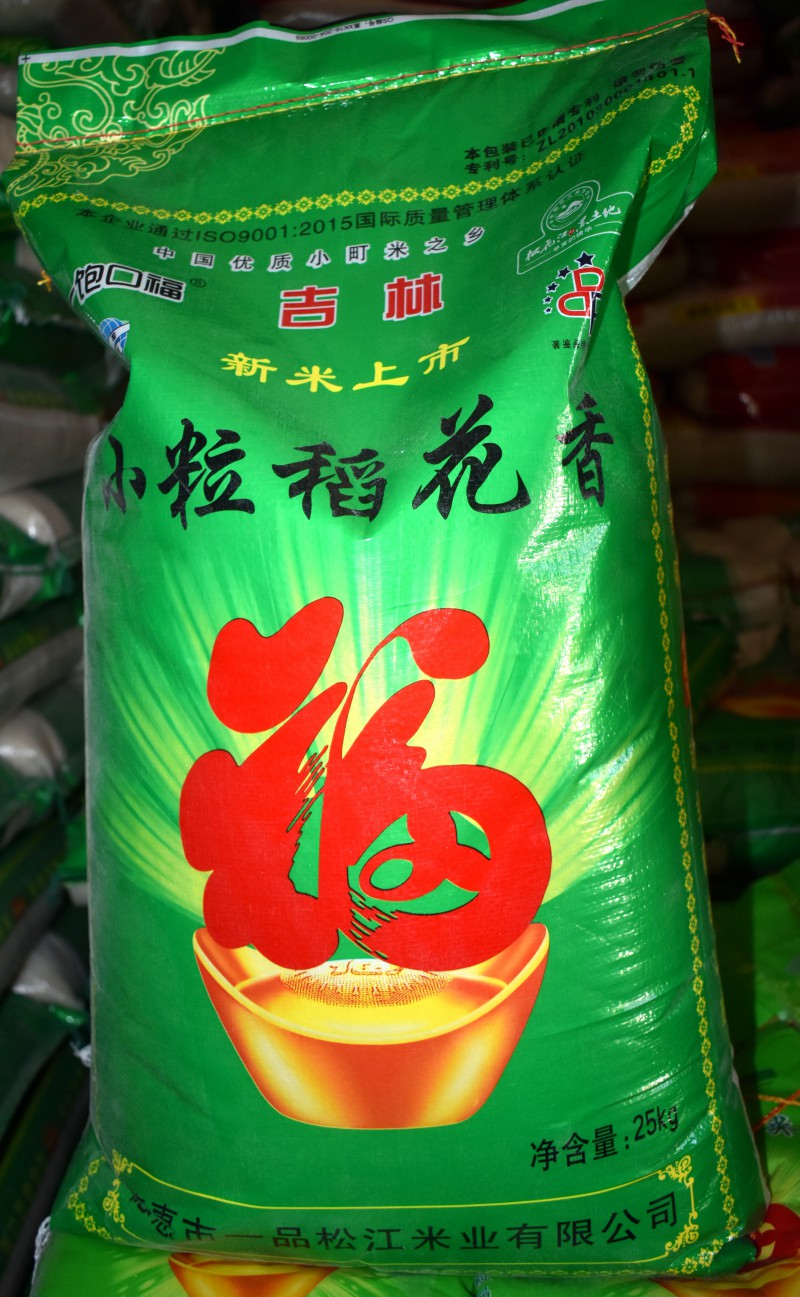 本包装已申请专利
专利号：ZL2010
本企业通过ISO9001:2015国际质量管理体系认证
中国优质小町米之乡
饱口福®
吉林
新米上市
小粒稻花香
福
净含量：25kg
惠市一品松江米业有限公司